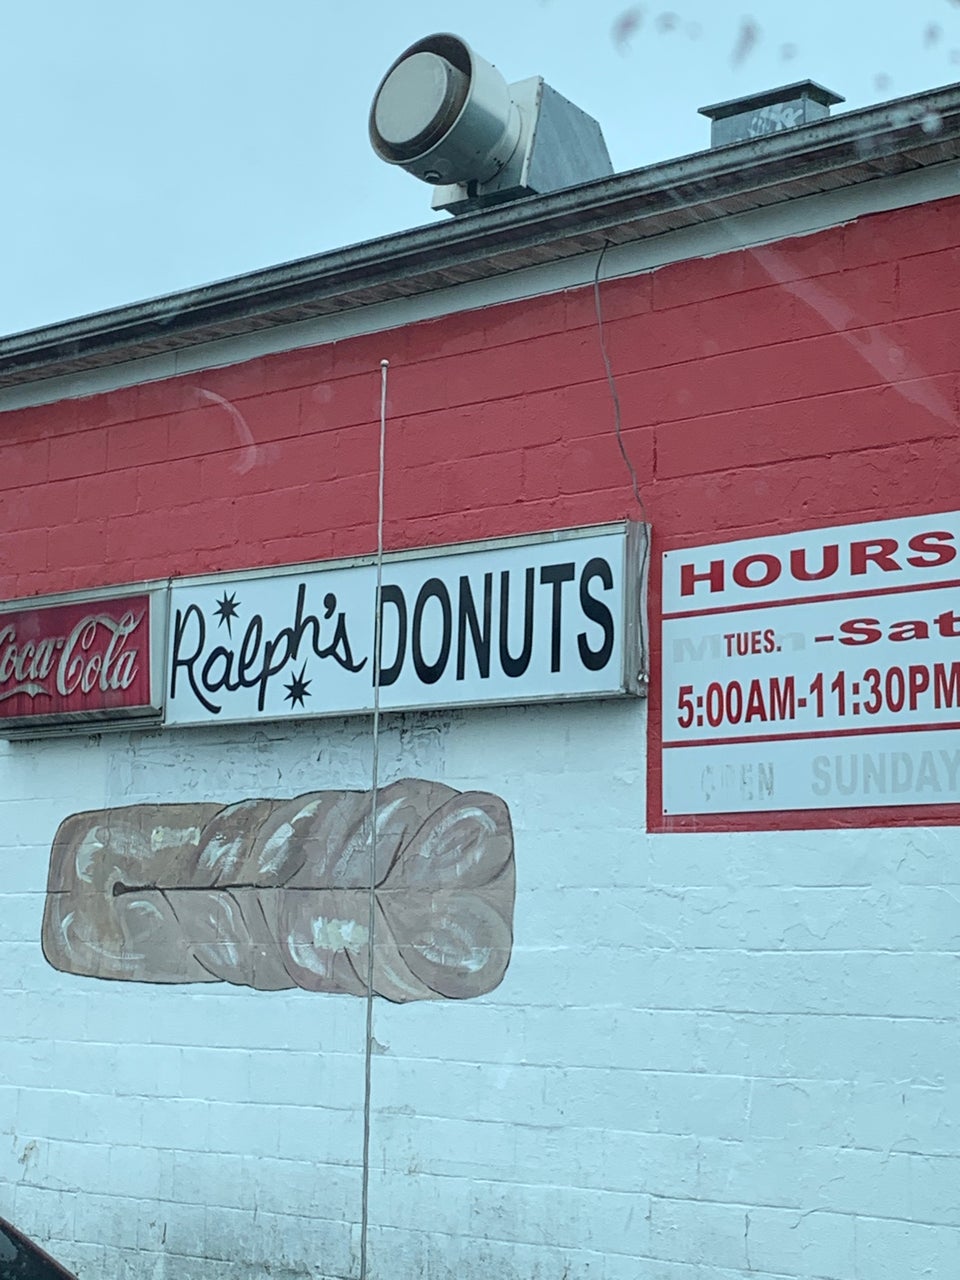 Coca-Cola
Ralph's DONUTS
HOURS
TUES. -Sat
5:00AM-11:30PM
OPEN SUNDAY